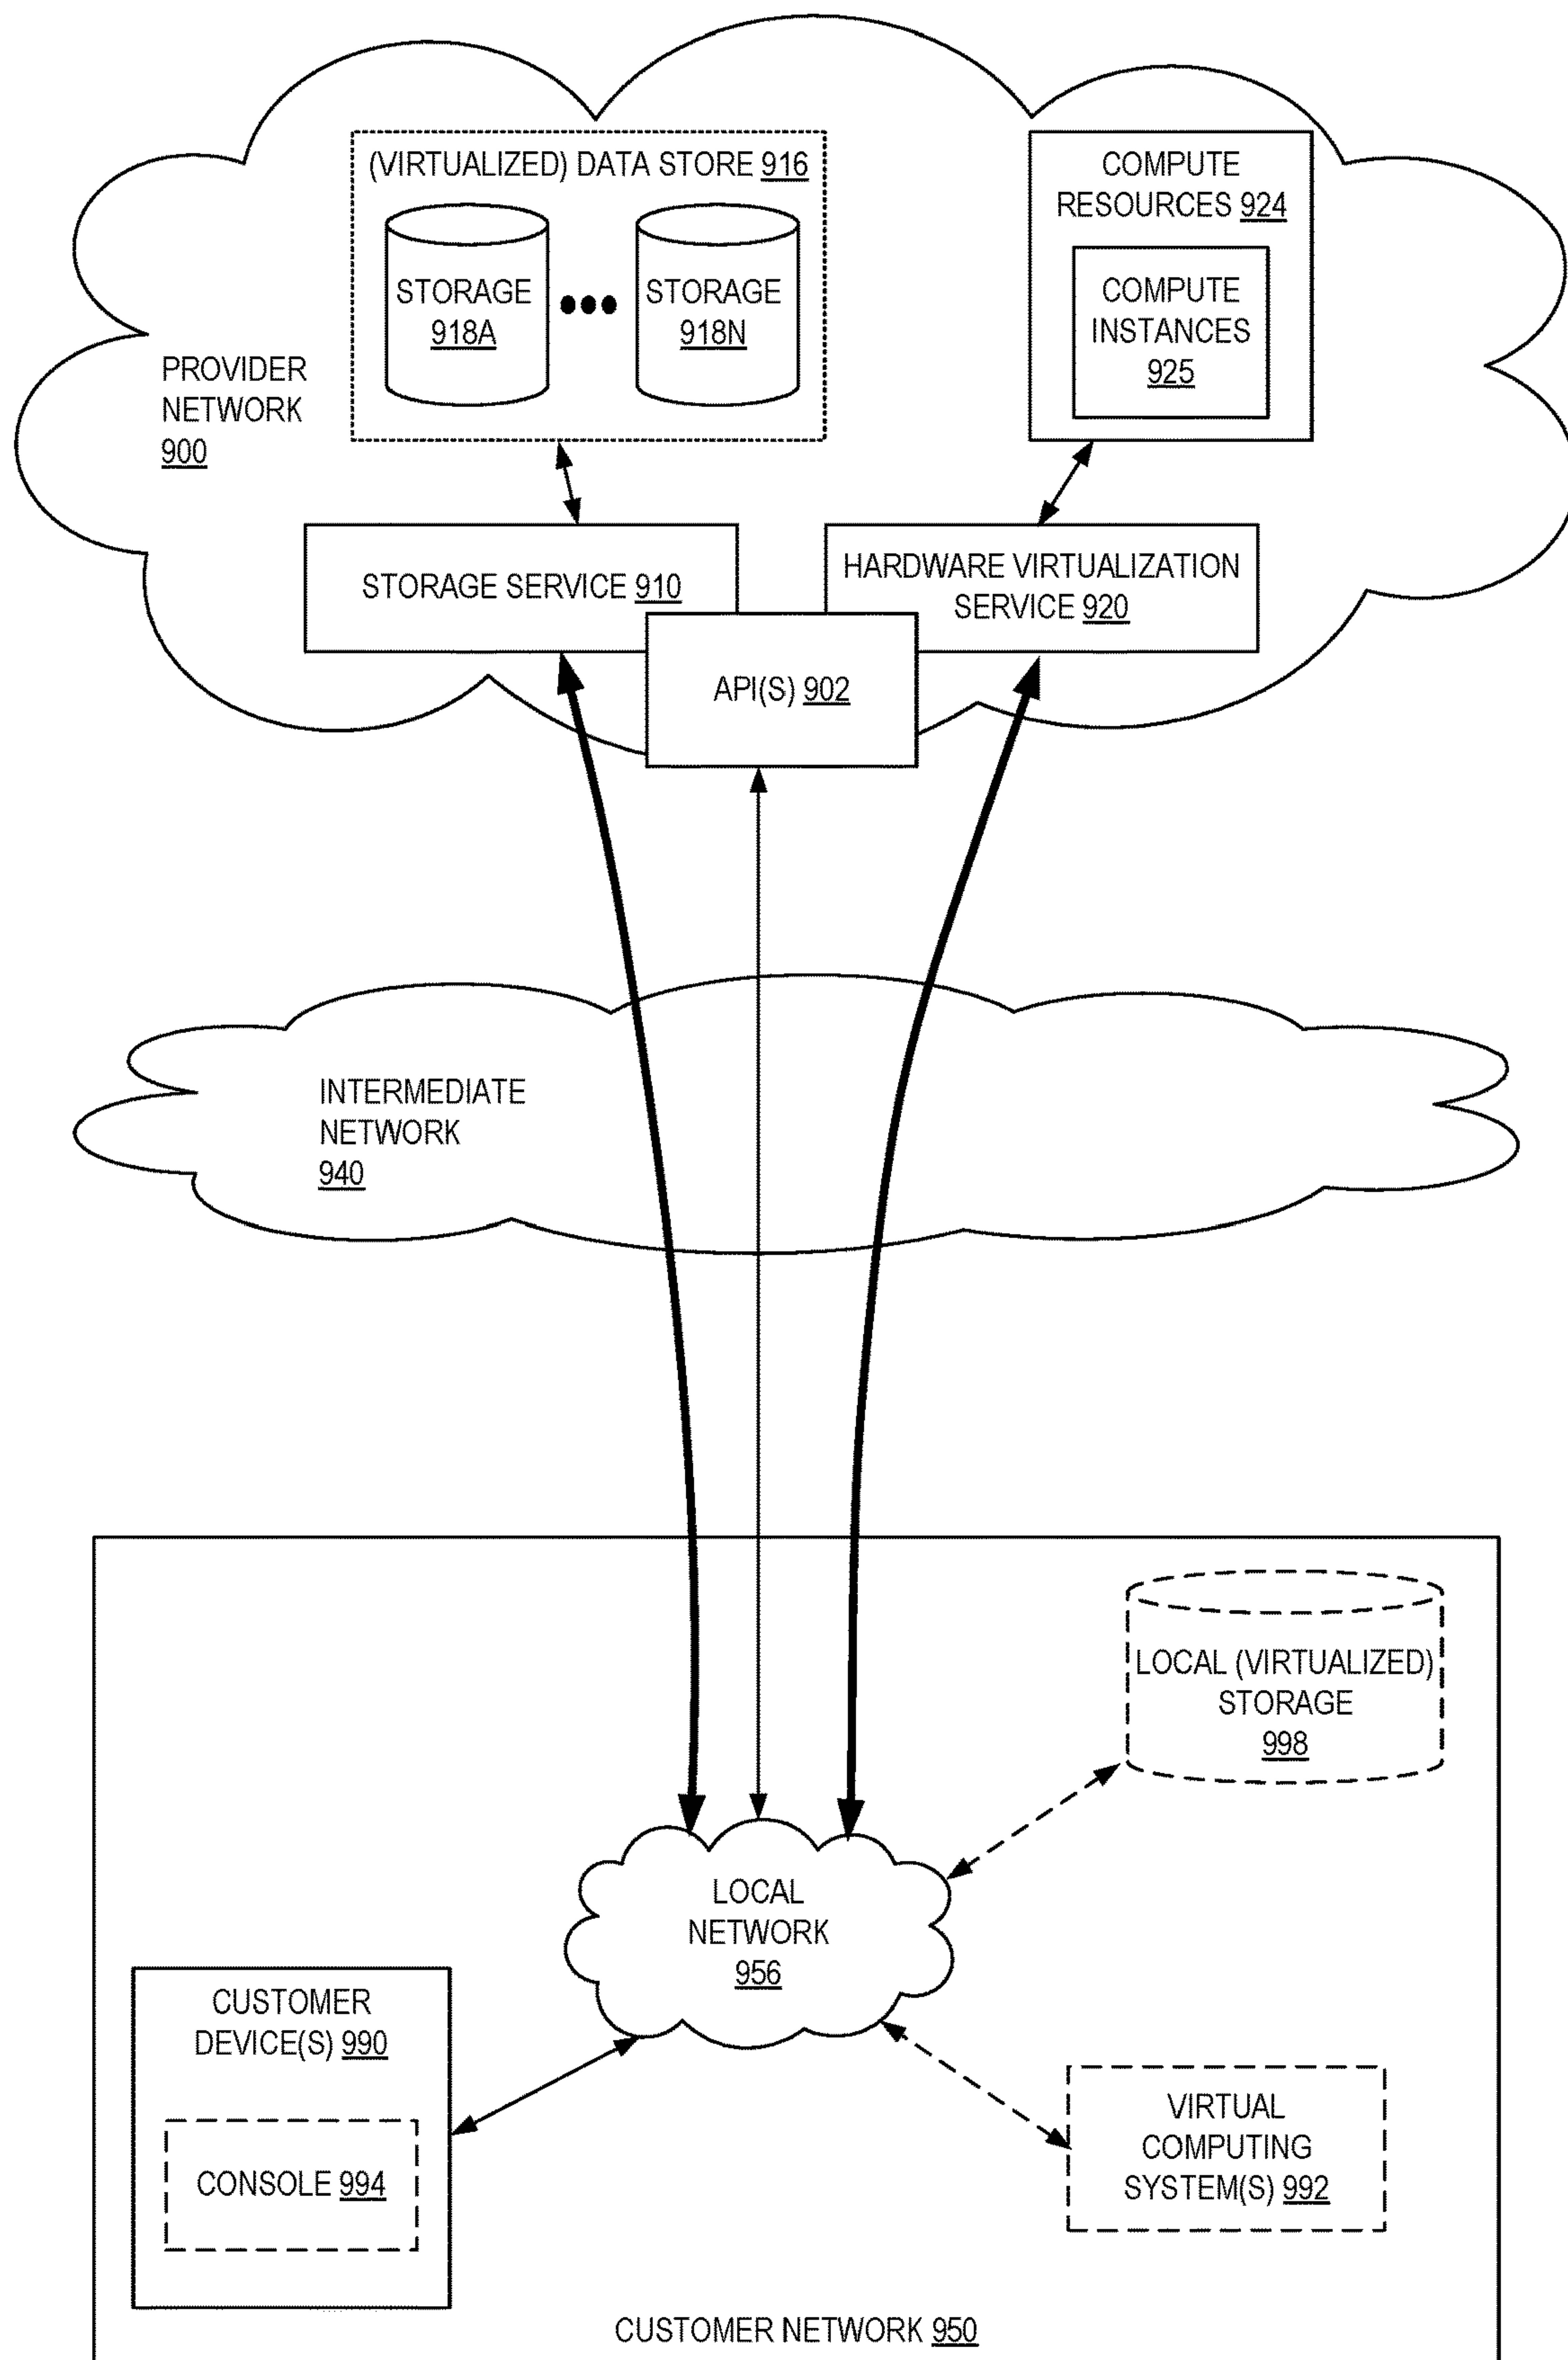 (VIRTUALIZED) DATA STORE 916
STORAGE
918A
STORAGE
918N
COMPUTE
RESOURCES 924
COMPUTE
INSTANCES
925
PROVIDER
NETWORK
900
STORAGE SERVICE 910
HARDWARE VIRTUALIZATION
SERVICE 920
API(S) 902
INTERMEDIATE
NETWORK
940
LOCAL (VIRTUALIZED)
STORAGE
998
LOCAL
NETWORK
956
CUSTOMER
DEVICE(S) 990
CONSOLE 994
VIRTUAL
COMPUTING
SYSTEM(S) 992
CUSTOMER NETWORK 950